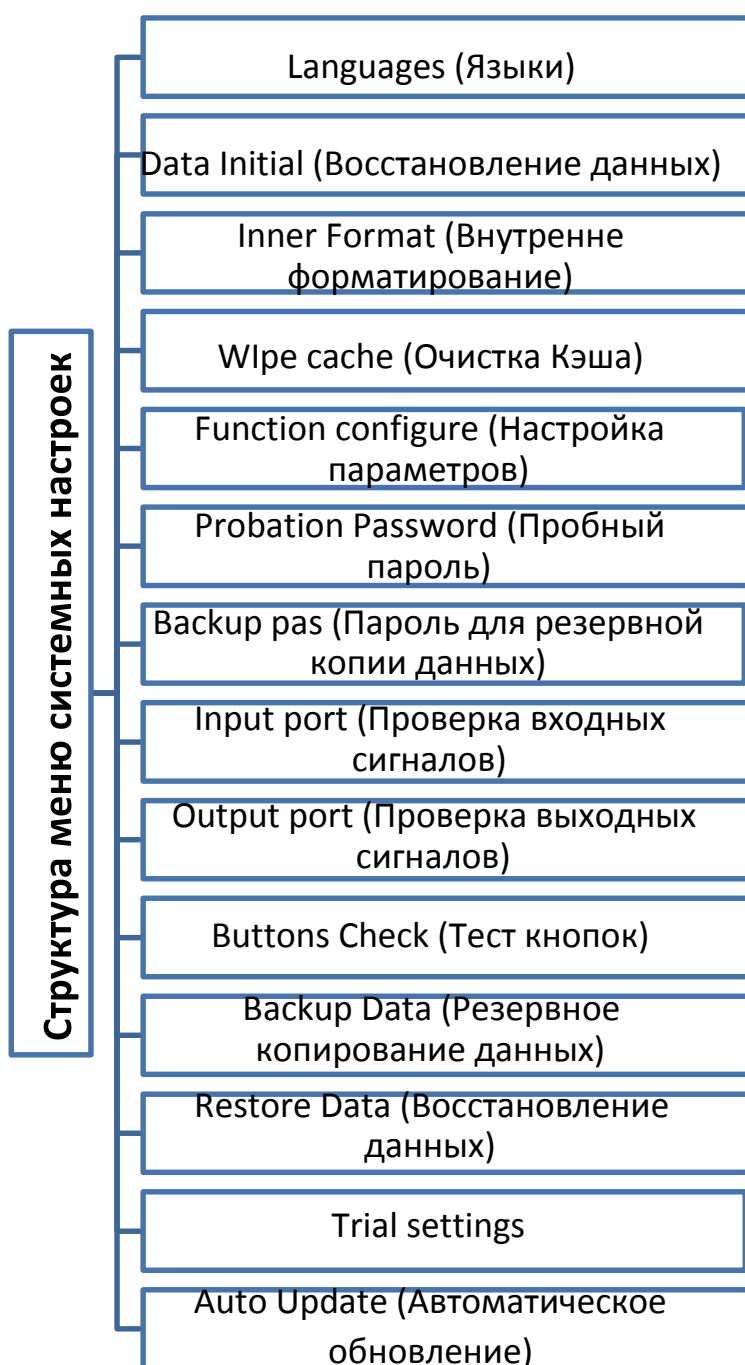 Структура меню системных настроек
Languages (Языки)
Data Initial (Восстановление данных)
Inner Format (Внутренне
форматирование)
WIpe cache (Очистка Кэша)
Function configure (Настройка
параметров)
Probation Password (Пробный
пароль)
Backup pas (Пароль для резервной
копии данных)
Input port (Проверка входных
сигналов)
Output port (Проверка выходных
сигналов)
Buttons Check (Тест кнопок)
Backup Data (Резервное
копирование данных)
Restore Data (Восстановление
данных)
Trial settings
Auto Update (Автоматическое
обновление)